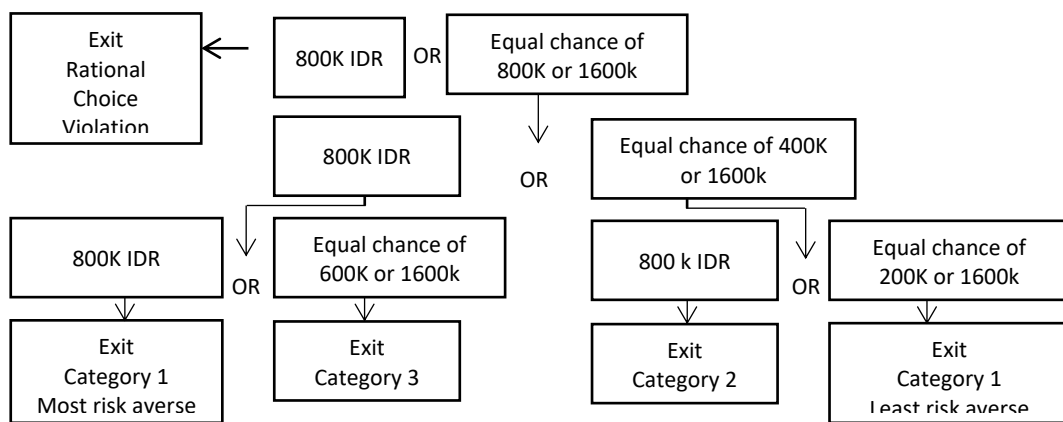 Exit
Rational
Choice
Violation
800K IDR
OR
Equal chance of
800K or 1600k
800K IDR
OR
Equal chance of 400K
or 1600k
800K IDR
OR
Equal chance of
600K or 1600k
800 k IDR
OR
Equal chance of
200K or 1600k
Exit
Category 1
Most risk averse
Exit
Category 3
Exit
Category 2
Exit
Category 1
Least risk averse